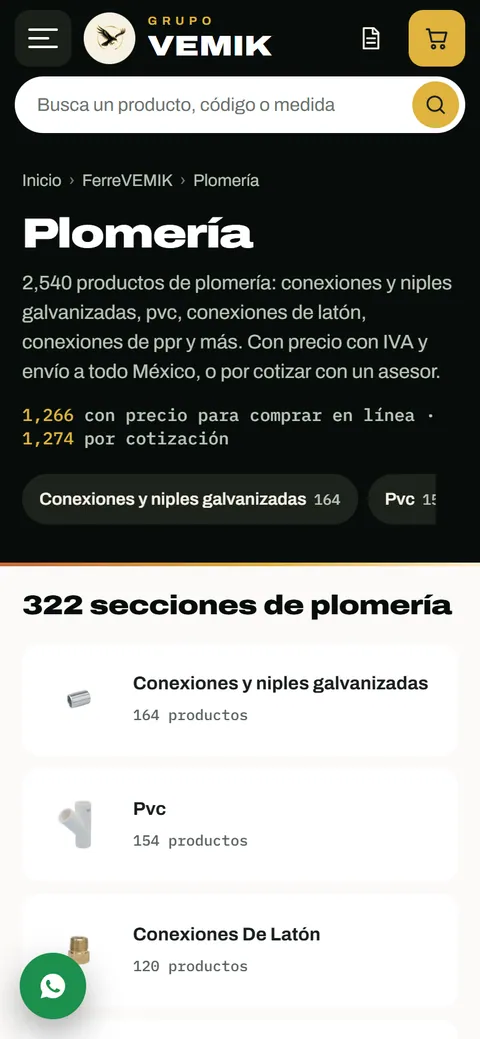 GRUPO
VEMIK
Busca un producto, código o medida
Inicio › FerreVEMIK › Plomería
Plomería
2,540 productos de plomería: conexiones y niples
galvanizadas, pvc, conexiones de latón,
conexiones de ppr y más. Con precio con IVA y
envío a todo México, o por cotizar con un asesor.
1,266 con precio para comprar en línea ·
1,274 por cotización
Conexiones y niples galvanizadas 164
Pvc
322 secciones de plomería
Conexiones y niples galvanizadas
164 productos
Pvc
154 productos
Conexiones De Latón
120 productos